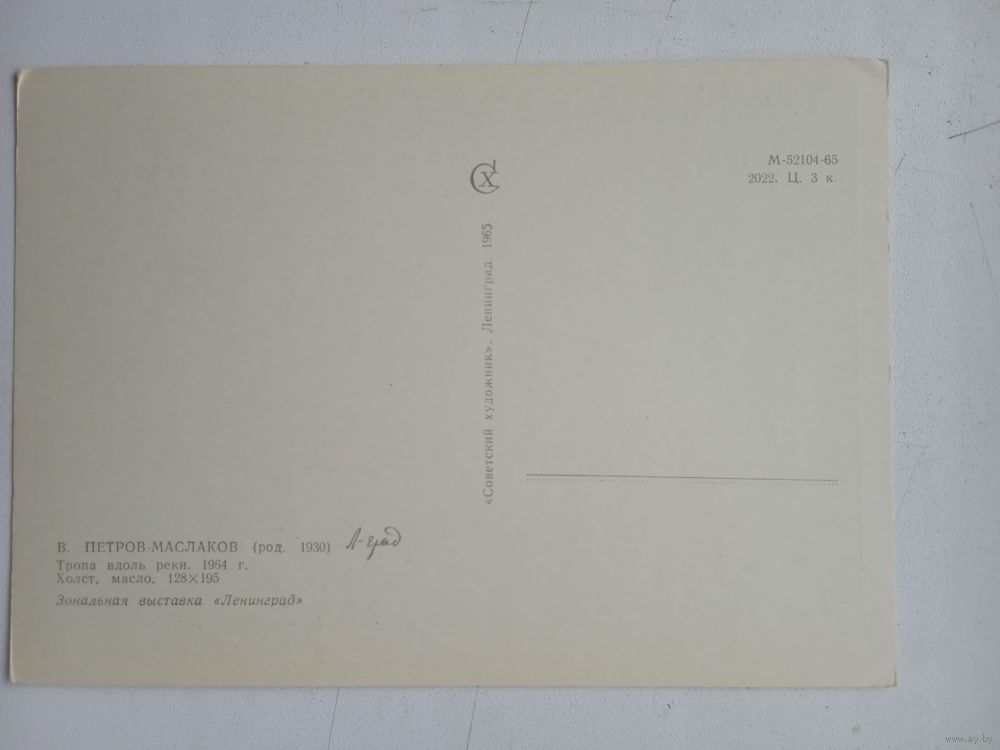 СХ
М-52104-65
2022. Ц. 3 к.
«Советский художник». Ленинград 1965
В. ПЕТРОВ-МАСЛАКОВ (род. 1930) Л-град
Тропа вдоль реки. 1964 г.
Холст, масло. 128×195
Зональная выставка «Ленинград»
www.ay.by